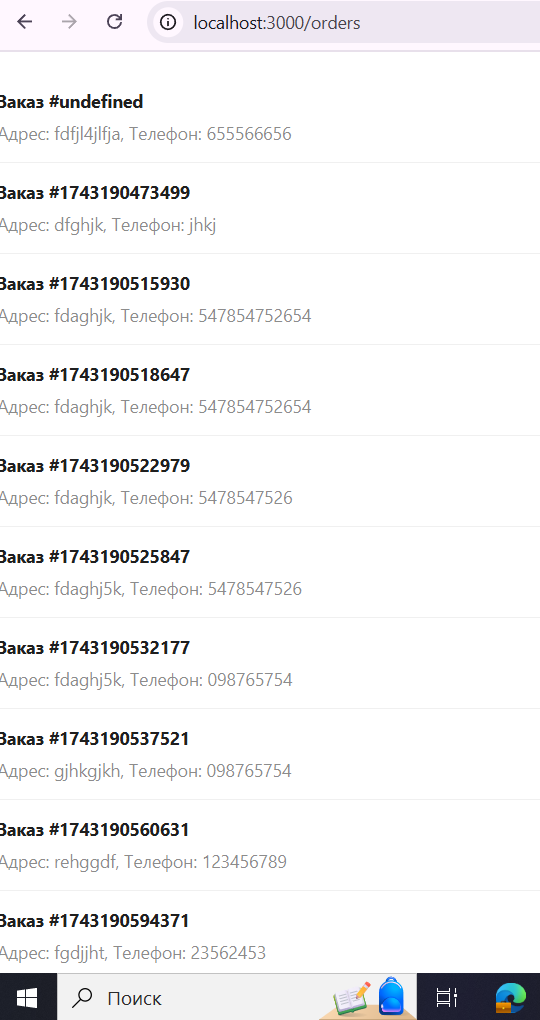 localhost:3000/orders
Заказ #undefined
Адрес: fdfjl4jlfja, Телефон: 655566656
Заказ #1743190473499
Адрес: dfghjk, Телефон: jhkj
Заказ #1743190515930
Адрес: fdaghjk, Телефон: 547854752654
Заказ #1743190518647
Адрес: fdaghjk, Телефон: 547854752654
Заказ #1743190522979
Адрес: fdaghjk, Телефон: 5478547526
Заказ #1743190525847
Адрес: fdaghj5k, Телефон: 5478547526
Заказ #1743190532177
Адрес: fdaghj5k, Телефон: 098765754
Заказ #1743190537521
Адрес: gjhkgjkh, Телефон: 098765754
Заказ #1743190560631
Адрес: rehggdf, Телефон: 123456789
Заказ #1743190594371
Адрес: fgdjjht, Телефон: 23562453
Поиск